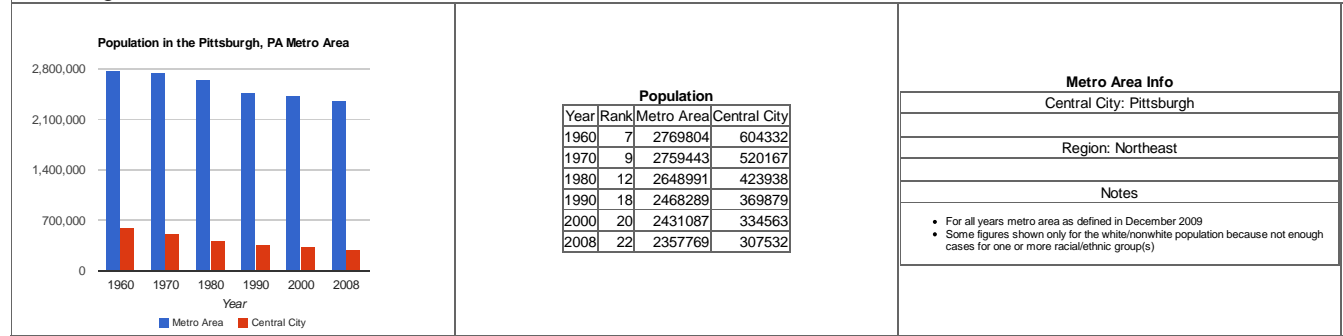 Population in the Pittsburgh, PA Metro Area
2,800,000
2,100,000
1,400,000
700,000
0
1960 1970 1980 1990 2000 2008
Year
Metro Area Central City
Population
Year Rank Metro Area Central City
1960 7 2769804 604332
1970 9 2759443 520167
1980 12 2648991 423938
1990 18 2468289 369879
2000 20 2431087 334563
2008 22 2357769 307532
Metro Area Info
Central City: Pittsburgh
Region: Northeast
Notes
• For all years metro area as defined in December 2009
• Some figures shown only for the white/nonwhite population because not enough
cases for one or more racial/ethnic group(s)